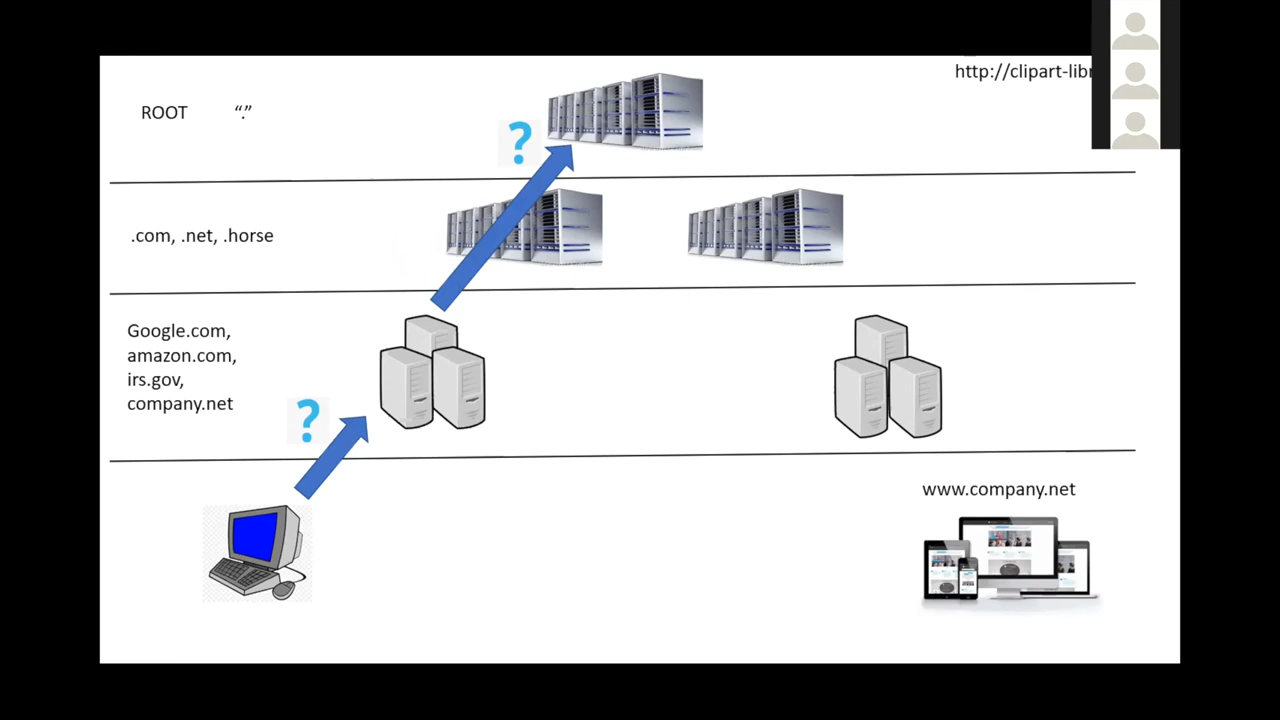 http://clipart-libr
ROOT “.”
.com, .net, .horse
Google.com,
amazon.com,
irs.gov,
company.net
www.company.net
?
?